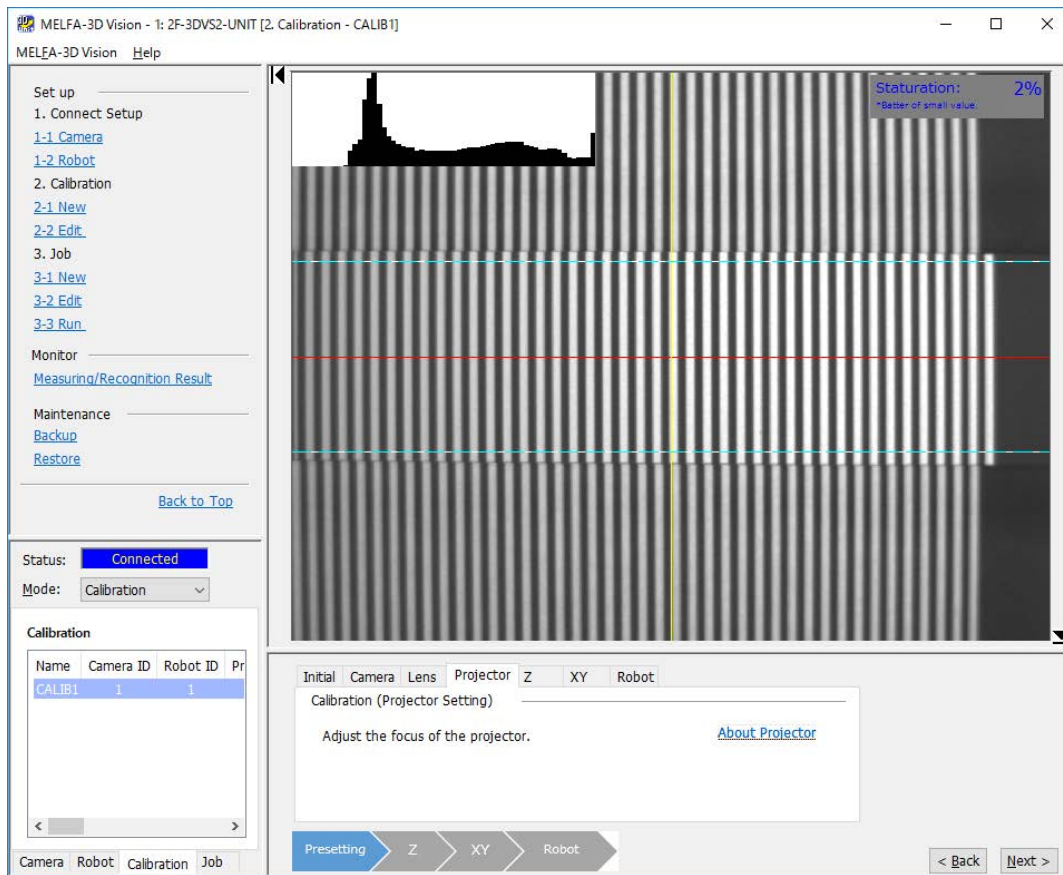 MELFA-3D Vision - 1: 2F-3DVS2-UNIT [2. Calibration - CALIB1]
MELFA-3D Vision Help
Set up
1. Connect Setup
1-1 Camera
1-2 Robot
2. Calibration
2-1 New
2-2 Edit
3. Job
3-1 New
3-2 Edit
3-3 Run
Monitor
Measuring/Recognition Result
Maintenance
Backup
Restore
Back to Top
Staturation: 2%
*Batter of small value.
Status: Connected
Mode: Calibration
Calibration
Name Camera ID Robot ID Pr
CALIB1 1 1
Camera Robot Calibration Job
Initial Camera Lens Projector Z XY Robot
Calibration (Projector Setting)
Adjust the focus of the projector. About Projector
Presetting Z XY Robot
< Back Next >